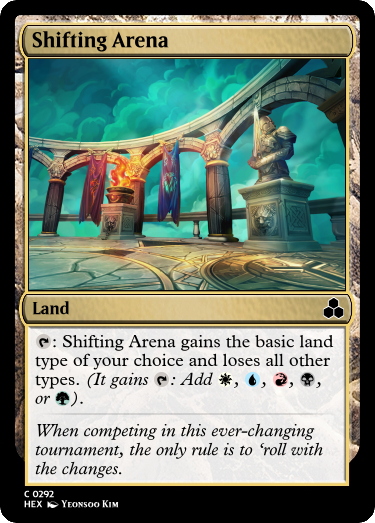 Shifting Arena
Land
: Shifting Arena gains the basic land
type of your choice and loses all other
types. (It gains : Add , , , ,
or ).
When competing in this ever-changing
tournament, the only rule is to ‘roll with
the changes.
C 0292
HEX Yeonsoo Kim